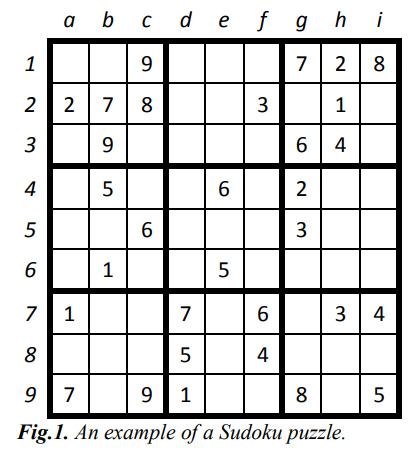 a b c d e f g h i
1 9 7 2 8
2 2 7 8 3 1
3 9 6 4
4 5 6 2
5 6 3
6 1 5
7 1 7 6 3 4
8 5 4
9 7 9 1 8 5
Fig.1. An example of a Sudoku puzzle.